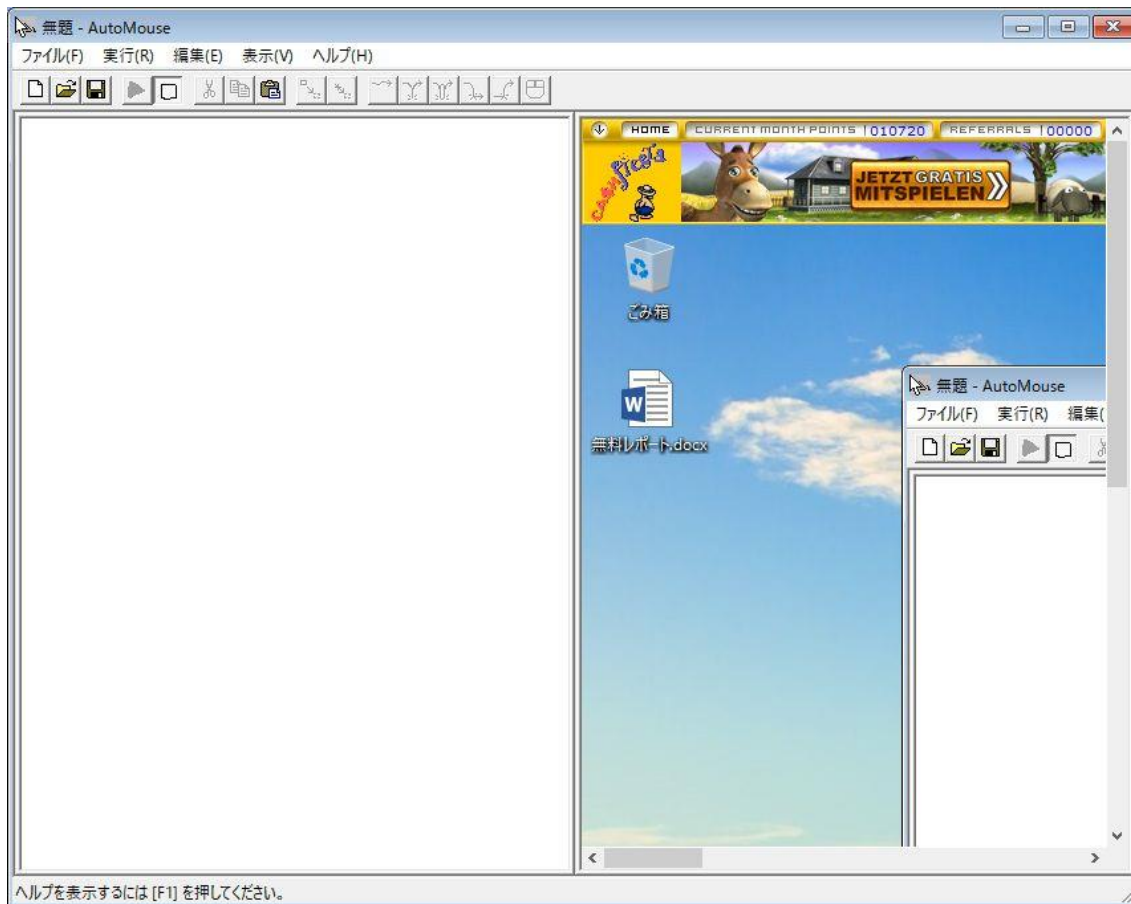 無題 - AutoMouse
ファイル(F) 実行(R) 編集(E) 表示(V) ヘルプ(H)
HOME CURRENT MONTH POINTS 010720 REFERRALS 00000
cashfiesta
JETZT GRATIS
MITSPIELEN
ごみ箱
W
無料レポート.docx
無題 - AutoMouse
ファイル(F) 実行(R) 編集(
ヘルプを表示するには [F1] を押してください。